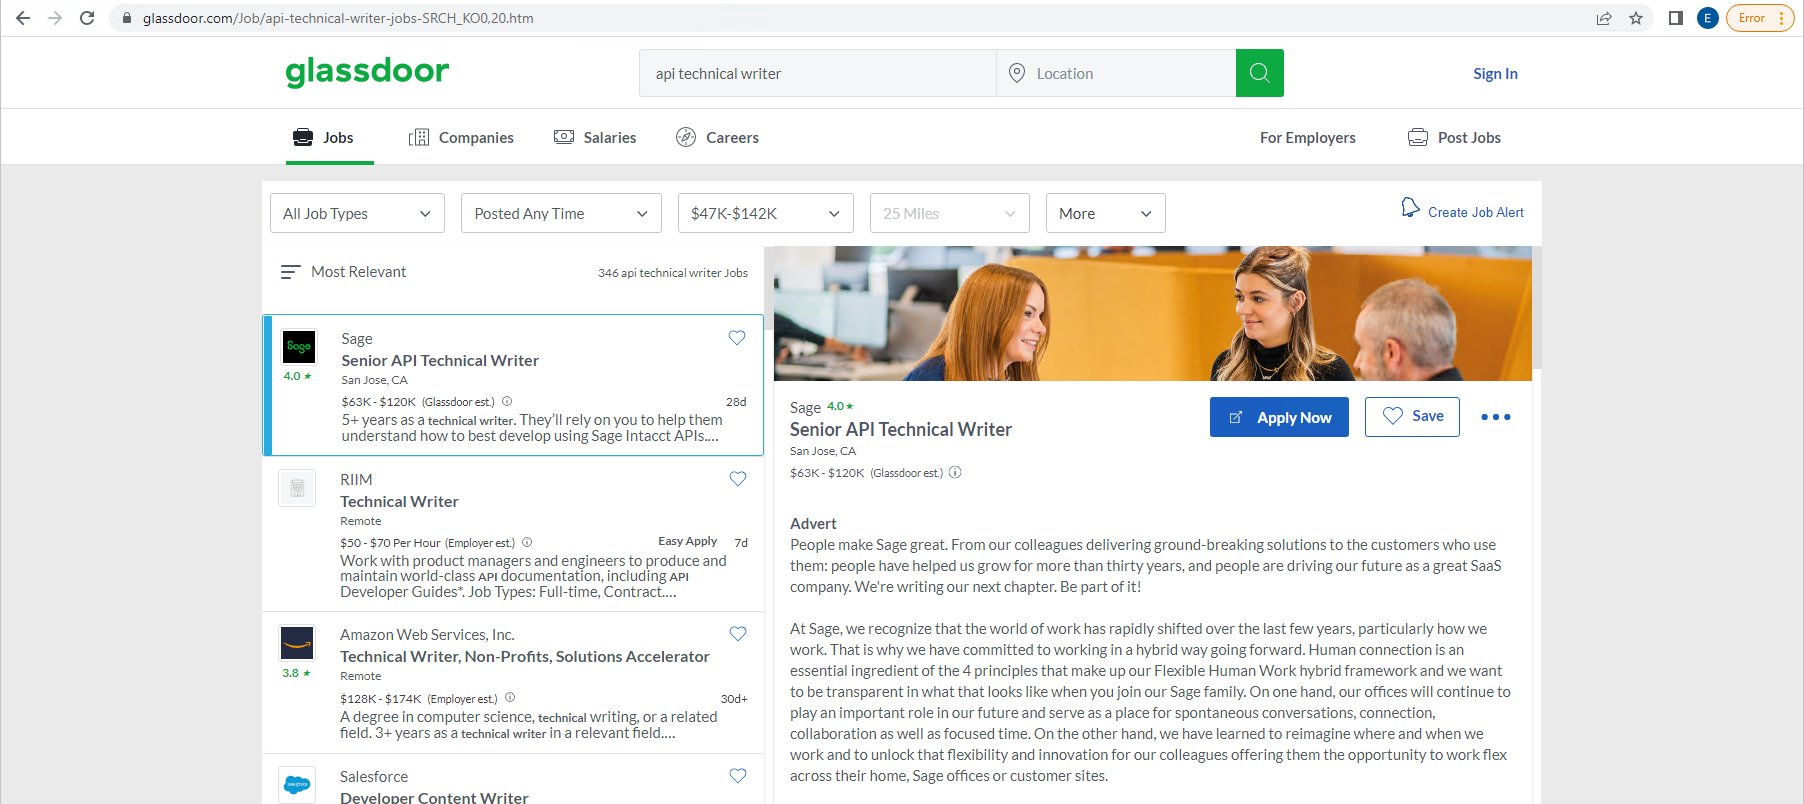 glassdoor.com/Job/api-technical-writer-jobs-SRCH_KO0,20.htm
E
Error
glassdoor
api technical writer
Location
Sign In
Jobs
Companies
Salaries
Careers
For Employers
Post Jobs
All Job Types
Posted Any Time
$47K-$142K
25 Miles
More
Create Job Alert
Most Relevant
346 api technical writer Jobs
Sage
Sage
Senior API Technical Writer
San Jose, CA
4.0 ★
$63K - $120K (Glassdoor est.)
28d
5+ years as a technical writer. They’ll rely on you to help them
understand how to best develop using Sage Intacct APIs.…
RIIM
Technical Writer
Remote
$50 - $70 Per Hour (Employer est.)
Easy Apply
7d
Work with product managers and engineers to produce and
maintain world-class API documentation, including API
Developer Guides*. Job Types: Full-time, Contract.…
Amazon Web Services, Inc.
Technical Writer, Non-Profits, Solutions Accelerator
3.8 ★
Remote
$128K - $174K (Employer est.)
30d+
A degree in computer science, technical writing, or a related
field. 3+ years as a technical writer in a relevant field.…
salesforce
Salesforce
Developer Content Writer
Sage 4.0 ★
Senior API Technical Writer
San Jose, CA
$63K - $120K (Glassdoor est.)
Apply Now
Save
Advert
People make Sage great. From our colleagues delivering ground-breaking solutions to the customers who use
them: people have helped us grow for more than thirty years, and people are driving our future as a great SaaS
company. We're writing our next chapter. Be part of it!
At Sage, we recognize that the world of work has rapidly shifted over the last few years, particularly how we
work. That is why we have committed to working in a hybrid way going forward. Human connection is an
essential ingredient of the 4 principles that make up our Flexible Human Work hybrid framework and we want
to be transparent in what that looks like when you join our Sage family. On one hand, our offices will continue to
play an important role in our future and serve as a place for spontaneous conversations, connection,
collaboration as well as focused time. On the other hand, we have learned to reimagine where and when we
work and to unlock that flexibility and innovation for our colleagues offering them the opportunity to work flex
across their home, Sage offices or customer sites.